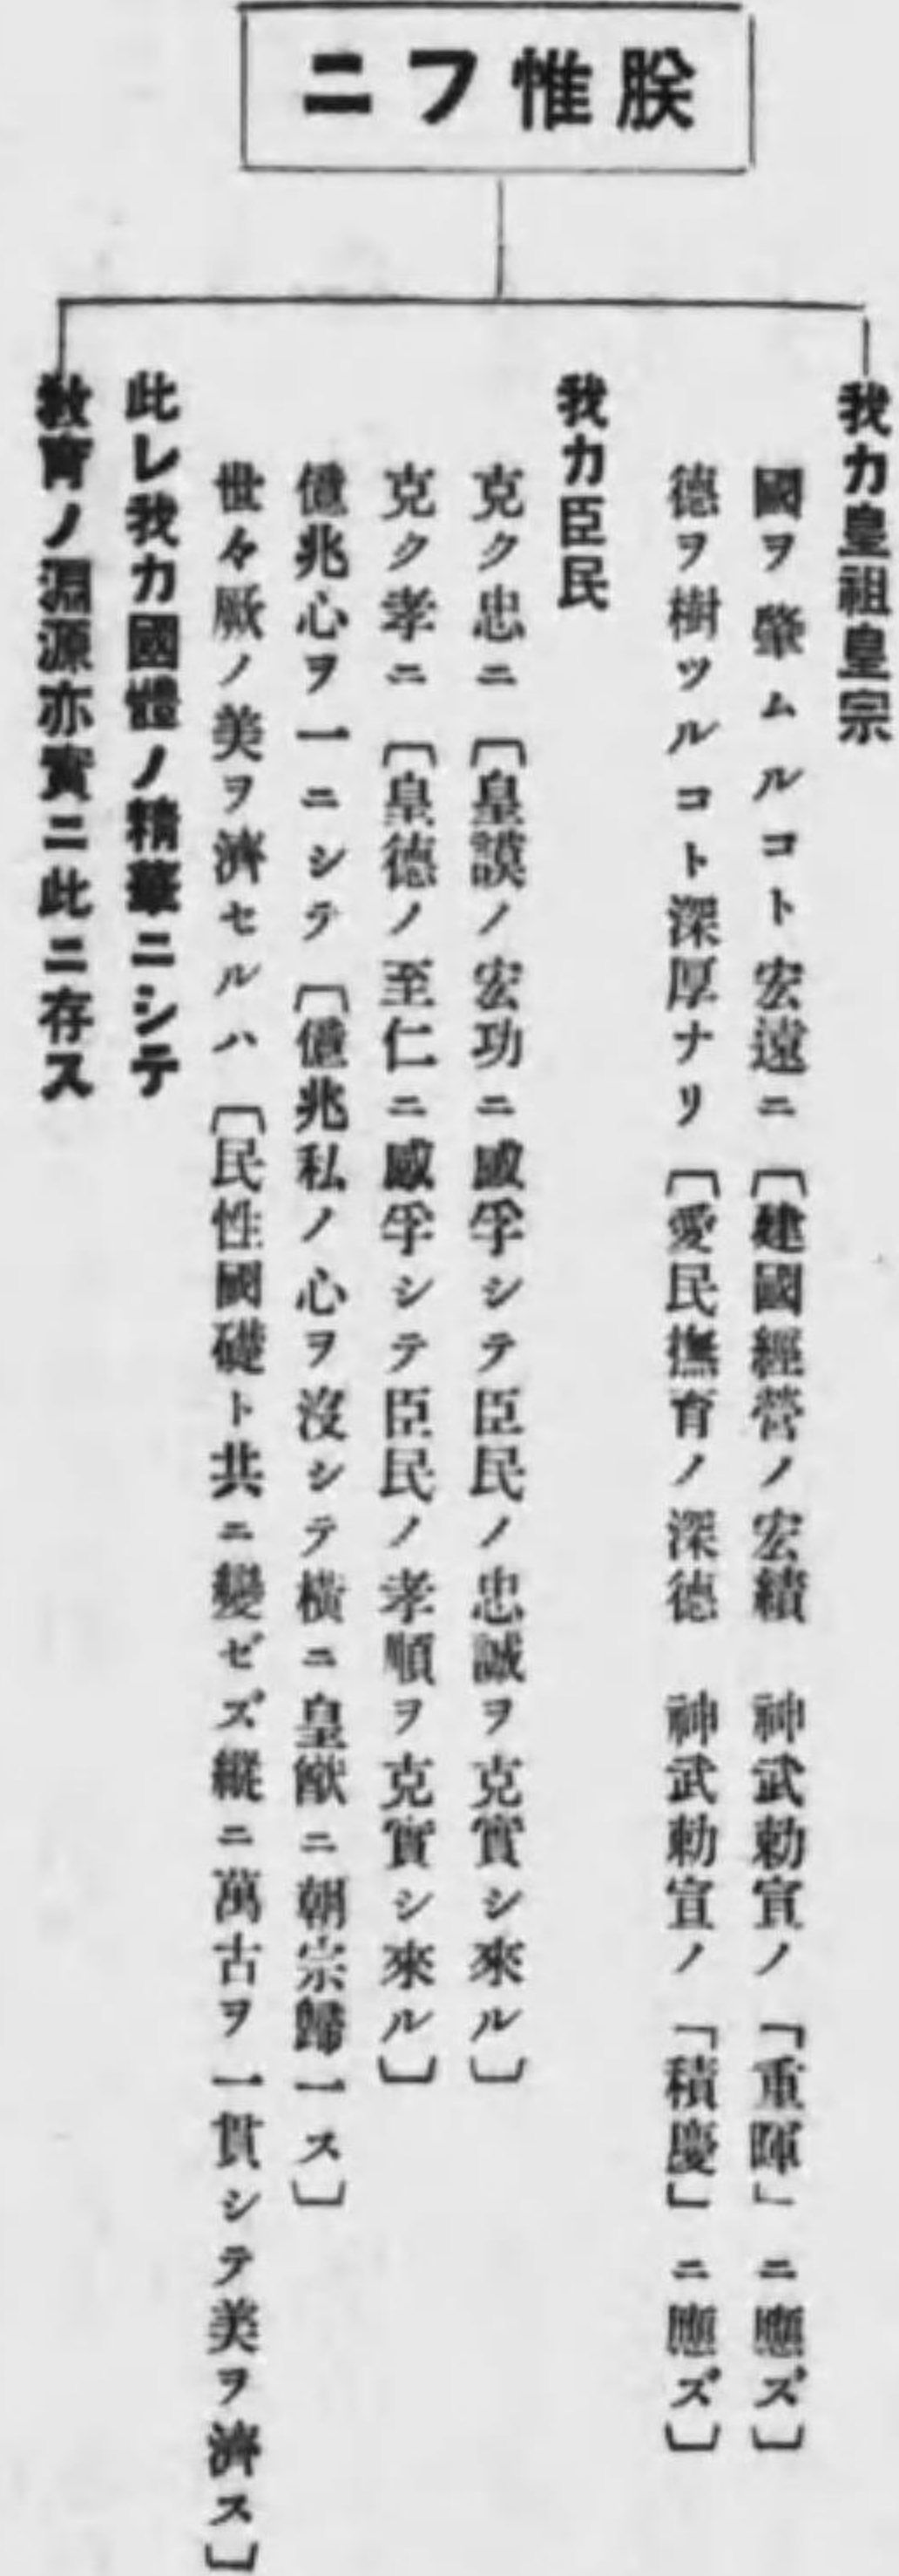 朕惟フニ
我カ皇祖皇宗
國ヲ肇ムルコト宏遠ニ〔建國經營ノ宏績　神武勅宣ノ「重暉」ニ應ズ〕
德ヲ樹ツルコト深厚ナリ〔愛民撫育ノ深德　神武勅宣ノ「積慶」ニ應ズ〕
我カ臣民
克ク忠ニ〔皇謨ノ宏功ニ感孚シテ臣民ノ忠誠ヲ克實シ來ル〕
克ク孝ニ〔皇德ノ至仁ニ感孚シテ臣民ノ孝順ヲ克實シ來ル〕
億兆心ヲ一ニシテ〔億兆私ノ心ヲ沒シテ橫ニ皇猷ニ朝宗歸一ス〕
世々厥ノ美ヲ濟セルハ〔民性國礎ト共ニ變ゼズ縱ニ萬古ヲ一貫シテ美ヲ濟ス〕
此レ我カ國體ノ精華ニシテ
敎育ノ淵源亦實ニ此ニ存ス